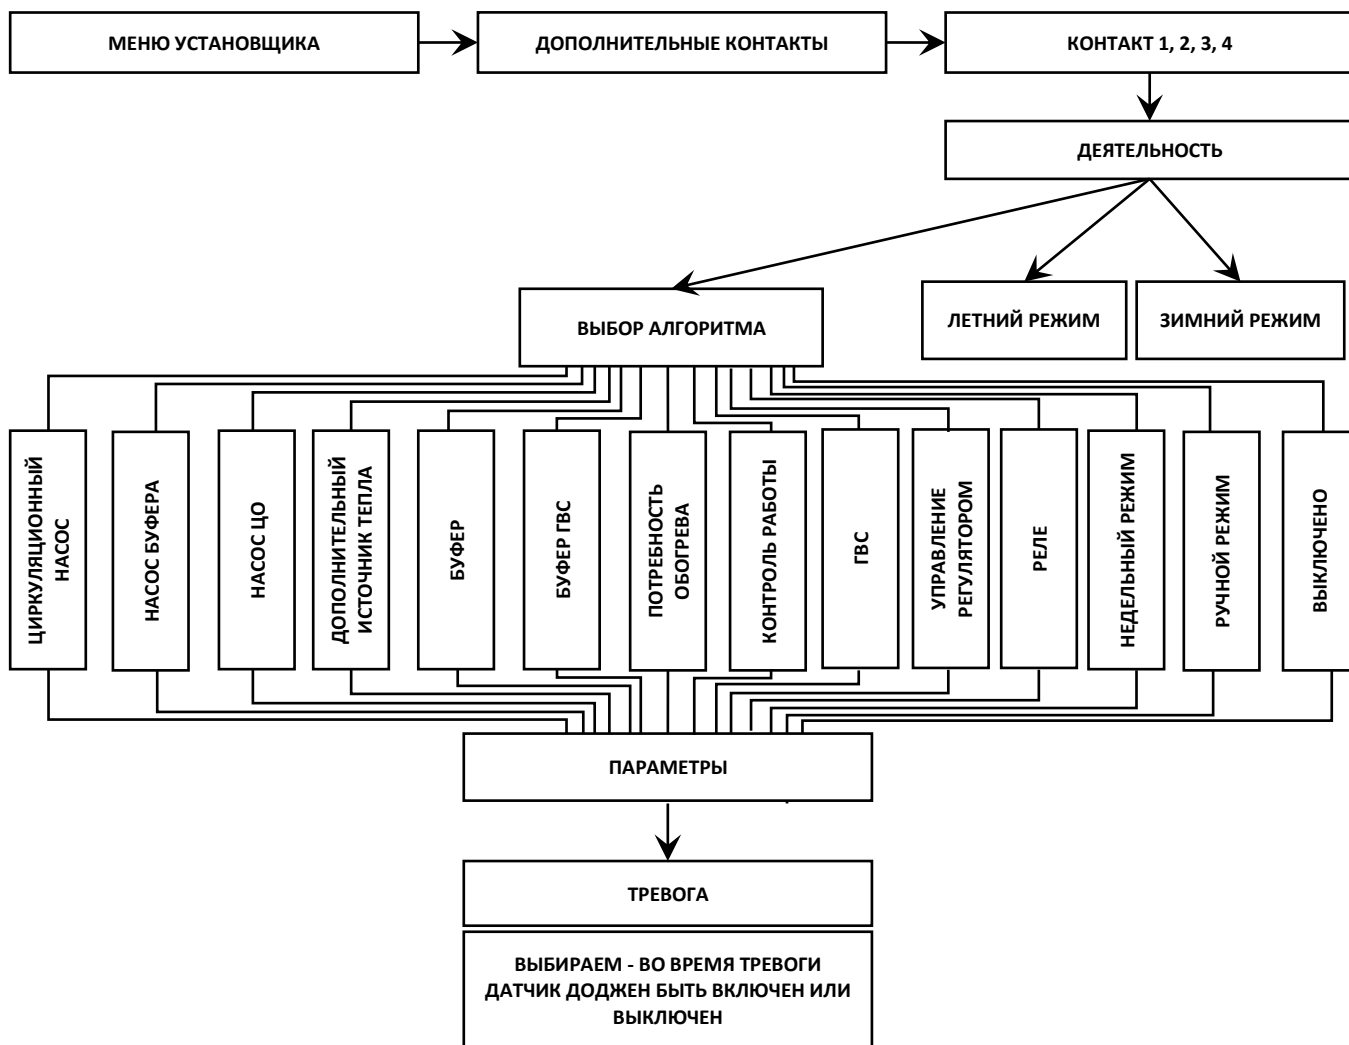 МЕНЮ УСТАНОВЩИКА
ДОПОЛНИТЕЛЬНЫЕ КОНТАКТЫ
КОНТАКТ 1, 2, 3, 4
ДЕЯТЕЛЬНОСТЬ
ВЫБОР АЛГОРИТМА
ЛЕТНИЙ РЕЖИМ
ЗИМНИЙ РЕЖИМ
ЦИРКУЛЯЦИОННЫЙ
НАСОС
НАСОС БУФЕРА
НАСОС ЦО
ДОПОЛНИТЕЛЬНЫЙ
ИСТОЧНИК ТЕПЛА
БУФЕР
БУФЕР ГВС
ПОТРЕБНОСТЬ
ОБОГРЕВА
КОНТРОЛЬ РАБОТЫ
ГВС
УПРАВЛЕНИЕ
РЕГУЛЯТОРОМ
РЕЛЕ
НЕДЕЛЬНЫЙ РЕЖИМ
РУЧНОЙ РЕЖИМ
ВЫКЛЮЧЕНО
ПАРАМЕТРЫ
ТРЕВОГА
ВЫБИРАЕМ - ВО ВРЕМЯ ТРЕВОГИ
ДАТЧИК ДОДЖЕН БЫТЬ ВКЛЮЧЕН ИЛИ
ВЫКЛЮЧЕН